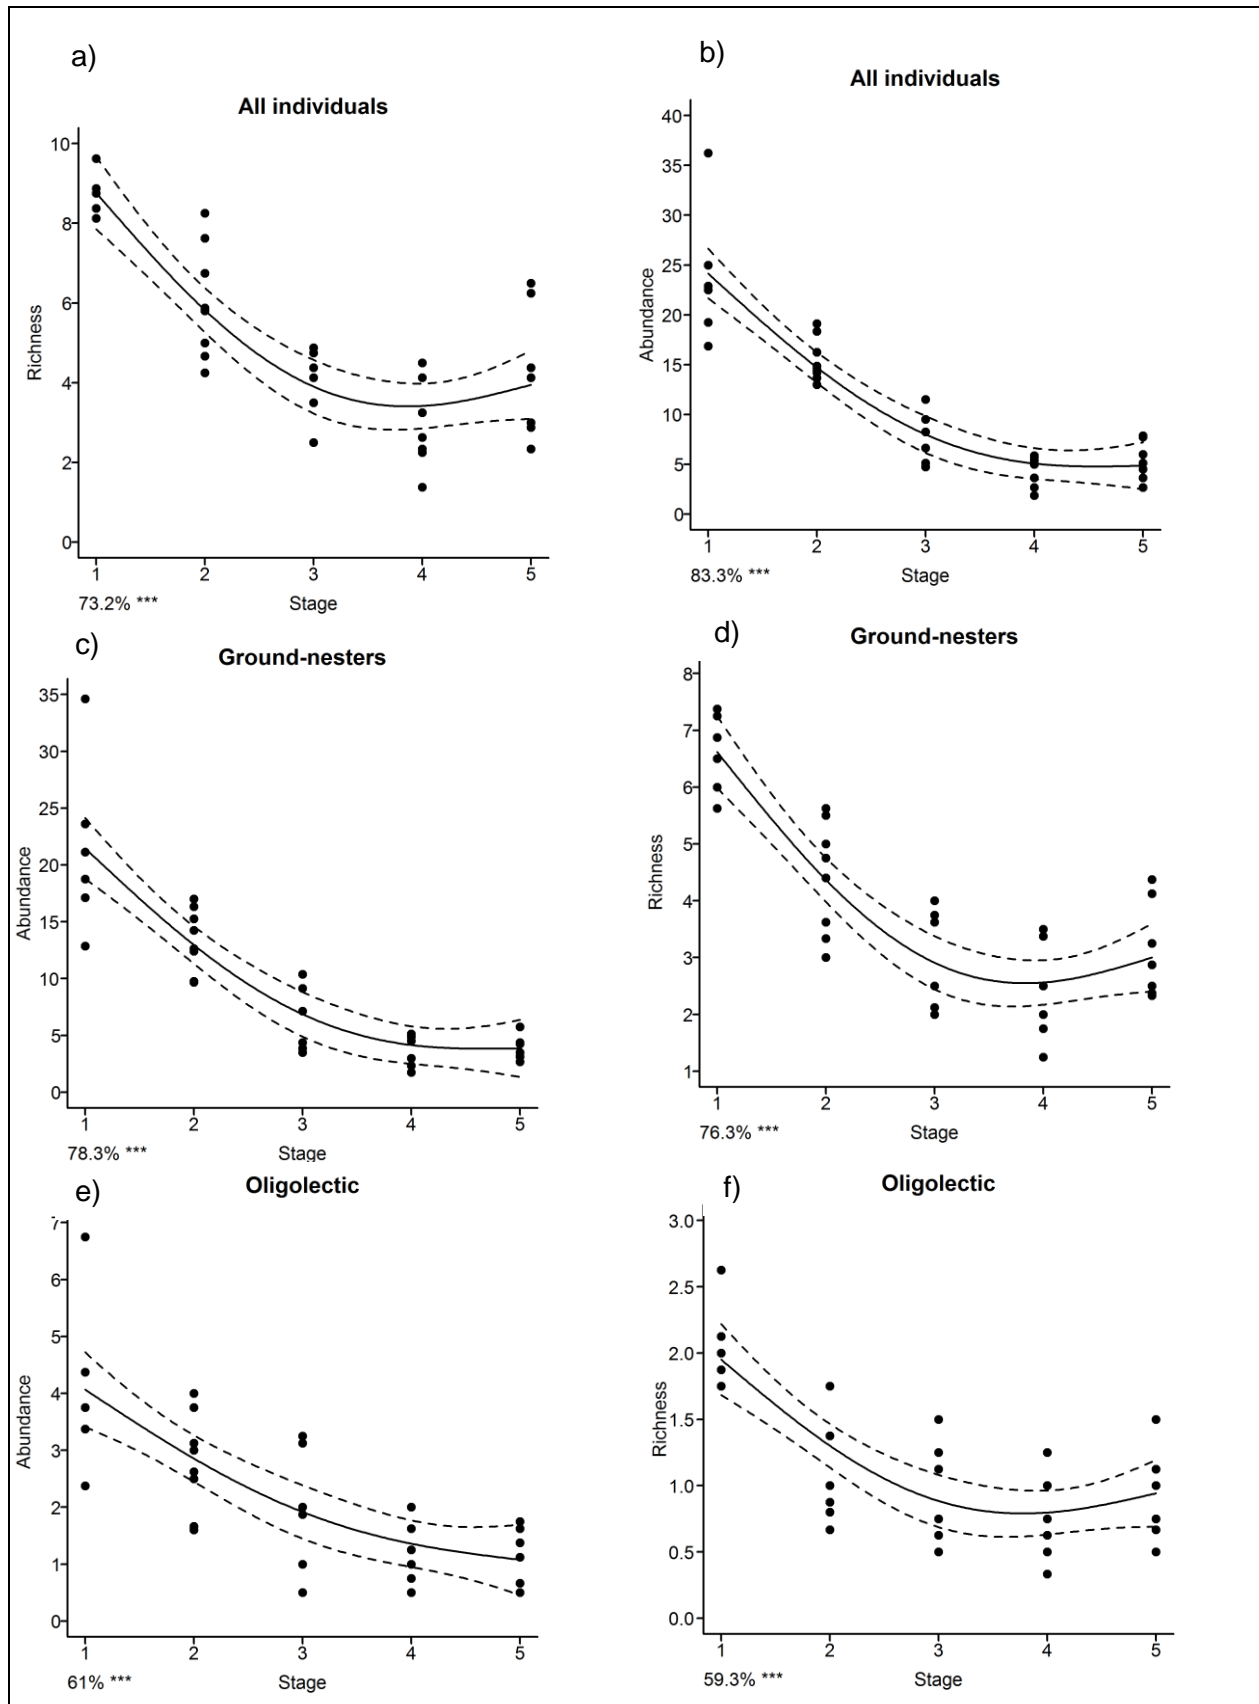 a)
All individuals
Richness
10
8
6
4
2
0
1 2 3 4 5
73.2% *** Stage
b)
All individuals
Abundance
40
35
30
25
20
15
10
5
0
1 2 3 4 5
83.3% *** Stage
c)
Ground-nesters
Abundance
35
30
25
20
15
10
5
0
1 2 3 4 5
78.3% *** Stage
d)
Ground-nesters
Richness
8
7
6
5
4
3
2
1
1 2 3 4 5
76.3% *** Stage
e)
Oligolectic
Abundance
7
6
5
4
3
2
1
0
1 2 3 4 5
61% *** Stage
f)
Oligolectic
Richness
3.0
2.5
2.0
1.5
1.0
0.5
0.0
1 2 3 4 5
59.3% *** Stage